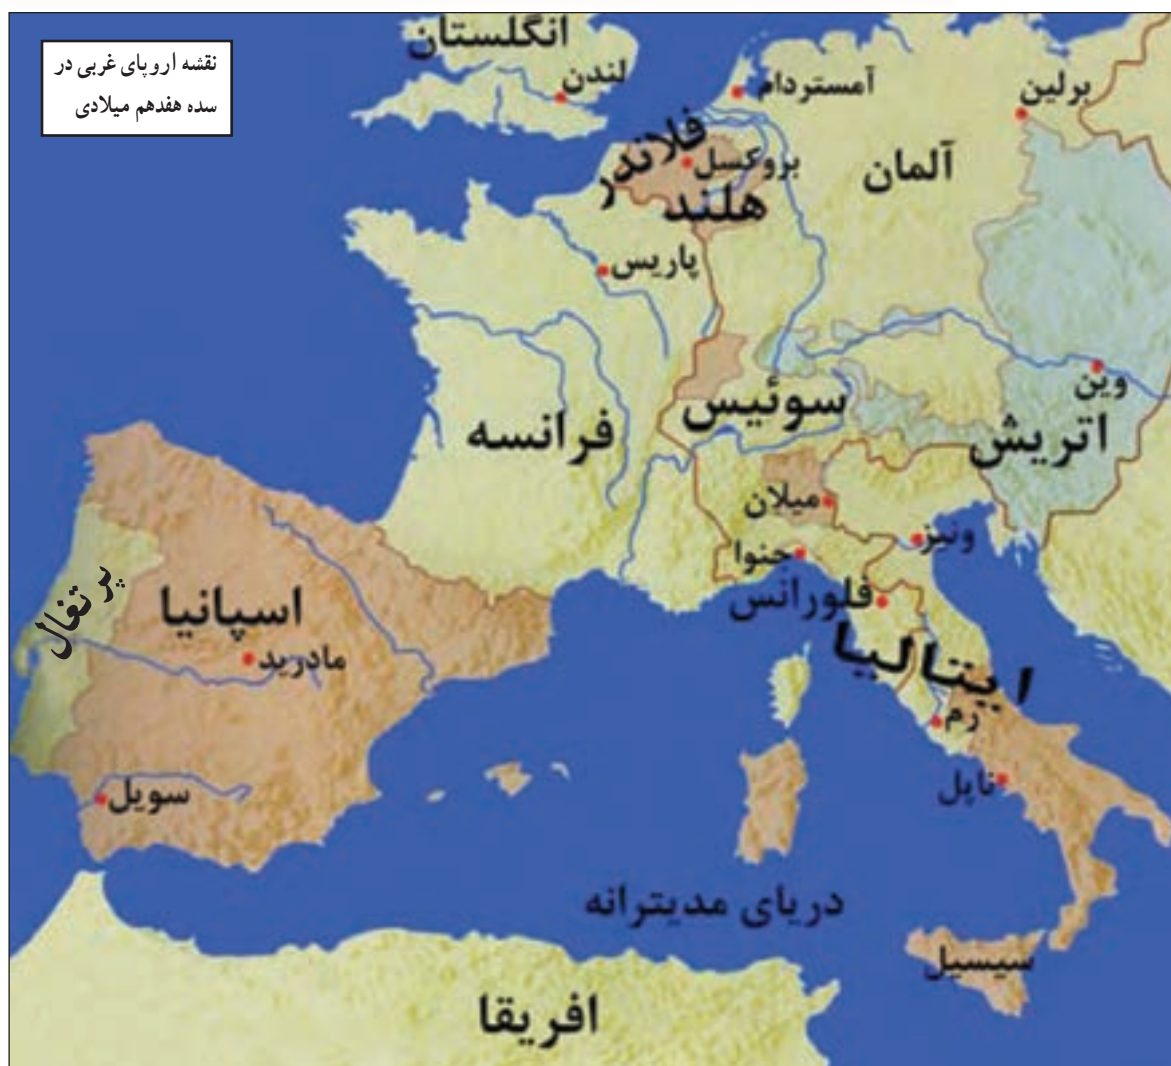 نقشه اروپای غربی در
سده هفدهم میلادی
انگلستان
لندن
آمستردام
برلین
فلاندر
بروکسل
هلند
آلمان
پاریس
وین
سوئیس
فرانسه
اتریش
میلان
ونیز
جنوا
فلورانس
پرتغال
اسپانیا
مادرید
ایتالیا
رم
ناپل
سویل
دریای مدیترانه
سیسیل
افریقا